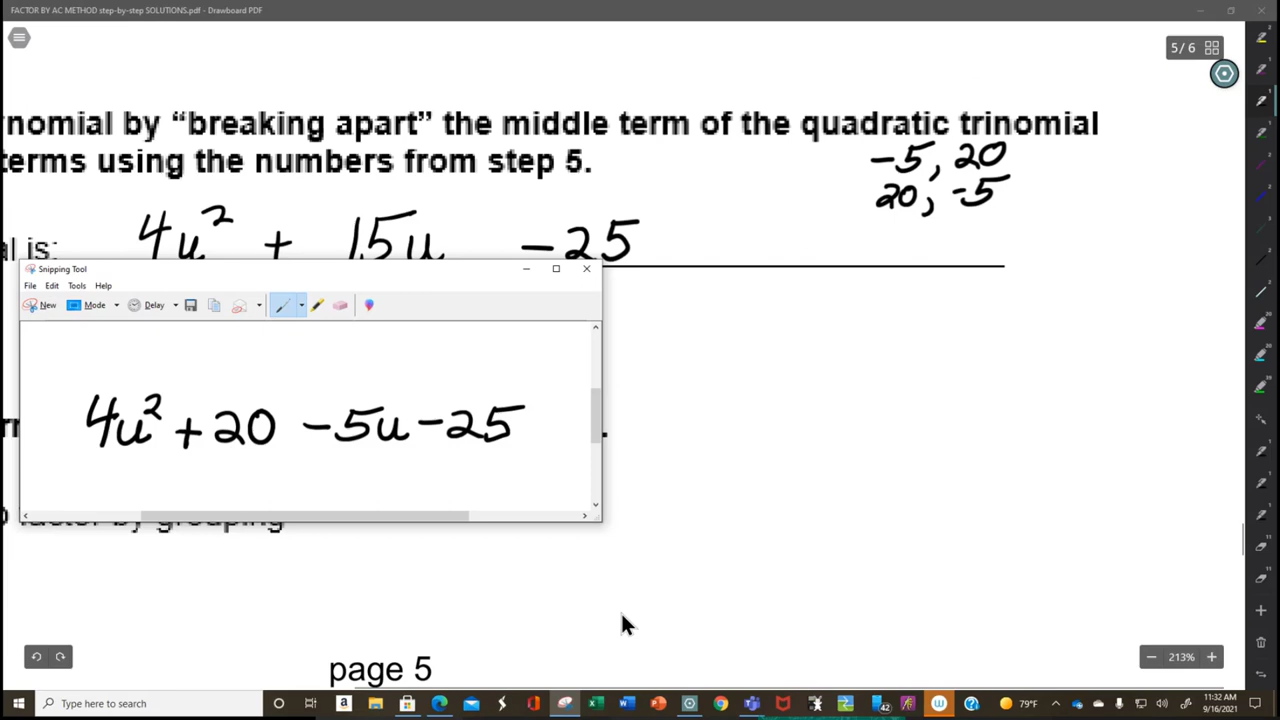 FACTOR BY AC METHOD step-by-step SOLUTIONS.pdf - Drawboard PDF
5/6
nomial by “breaking apart” the middle term of the quadratic trinomial
terms using the numbers from step 5.
-5, 20
20, -5
al is: 4u² + 15u -25
Snipping Tool
File Edit Tools Help
New Mode Delay
4u² + 20 - 5u - 25
factor by grouping
page 5
213%
Type here to search
79°F
11:32 AM
9/16/2021